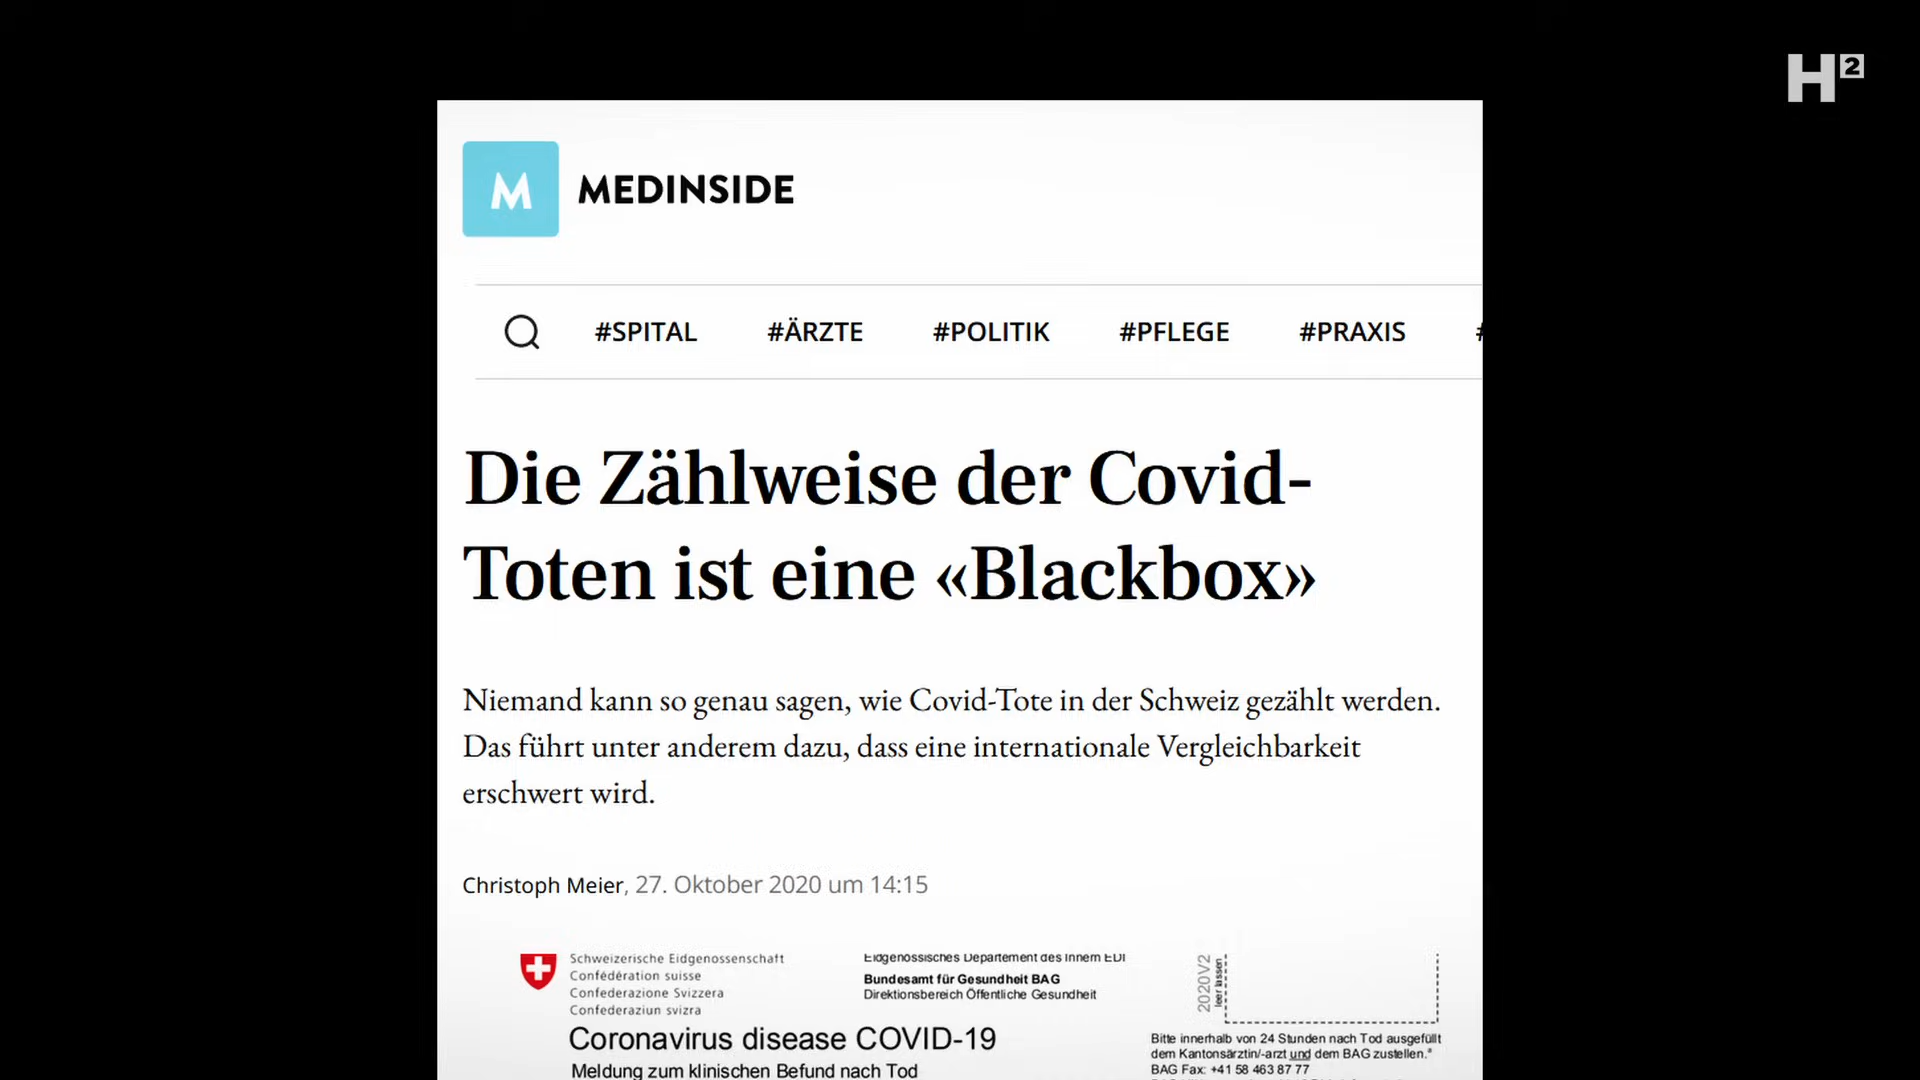 H²
M MEDINSIDE
#SPITAL #ÄRZTE #POLITIK #PFLEGE #PRAXIS #
Die Zählweise der Covid-
Toten ist eine «Blackbox»
Niemand kann so genau sagen, wie Covid-Tote in der Schweiz gezählt werden.
Das führt unter anderem dazu, dass eine internationale Vergleichbarkeit
erschwert wird.
Christoph Meier, 27. Oktober 2020 um 14:15
Schweizerische Eidgenossenschaft
Confédération suisse
Confederazione Svizzera
Confederaziun svizra
Eidgenössisches Departement des Innern EDI
Bundesamt für Gesundheit BAG
Direktionsbereich Öffentliche Gesundheit
2020V2
leer lassen
Coronavirus disease COVID-19
Meldung zum klinischen Befund nach Tod
Bitte innerhalb von 24 Stunden nach Tod ausgefüllt
dem Kantonsärztin/-arzt und dem BAG zustellen.ª
BAG Fax: +41 58 463 87 77